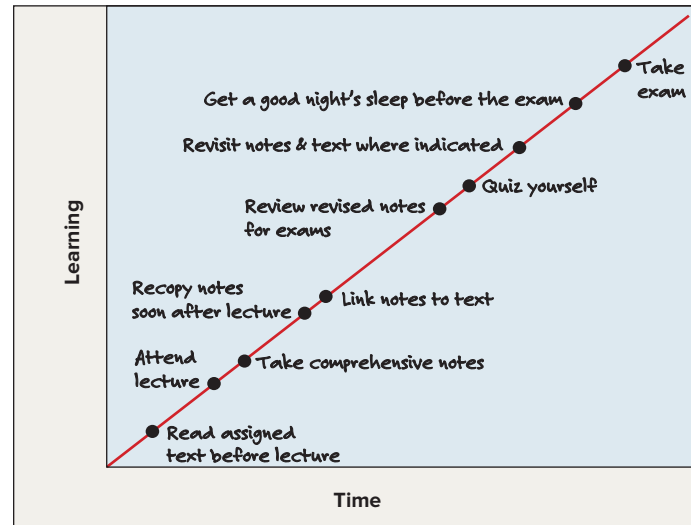 Take
exam
Get a good night's sleep before the exam
Revisit notes & text where indicated
Quiz yourself
Review revised notes
for exams
Learning
Recopy notes
soon after lecture
Link notes to text
Attend
lecture
Take comprehensive notes
Read assigned
text before lecture
Time